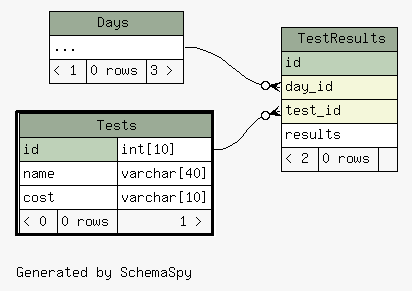 Days
...
< 1 0 rows 3 >
TestResults
id
day_id
test_id
results
< 2 0 rows
Tests
id int[10]
name varchar[40]
cost varchar[10]
< 0 0 rows 1 >
Generated by SchemaSpy